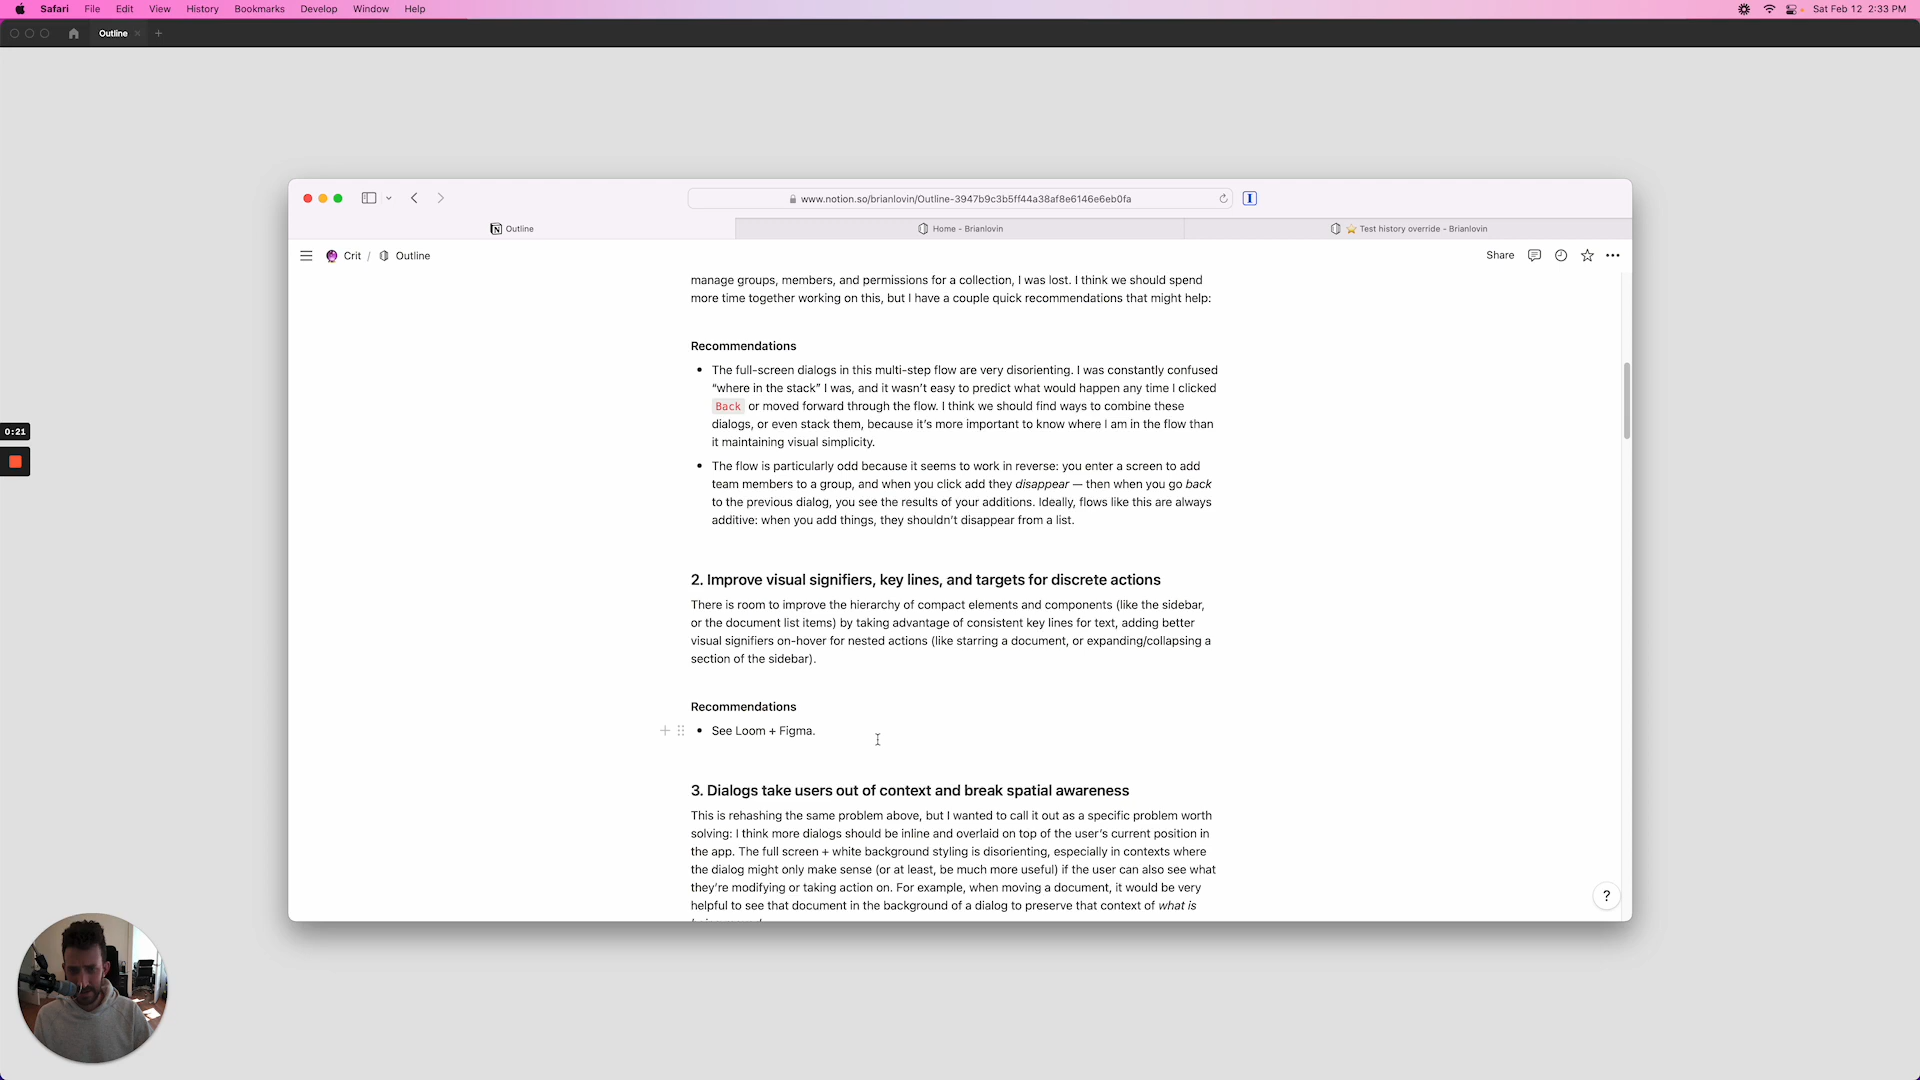 Safari File Edit View History Bookmarks Develop Window Help
Sat Feb 12 2:33 PM
Outline
www.notion.so/brianlovin/Outline-3947b9c3b5ff44a38af8e6146e6eb0fa
Outline
Home - Brianlovin
⭐ Test history override - Brianlovin
Crit / Outline
Share
manage groups, members, and permissions for a collection, I was lost. I think we should spend
more time together working on this, but I have a couple quick recommendations that might help:
Recommendations
• The full-screen dialogs in this multi-step flow are very disorienting. I was constantly confused
“where in the stack” I was, and it wasn’t easy to predict what would happen any time I clicked
Back or moved forward through the flow. I think we should find ways to combine these
dialogs, or even stack them, because it’s more important to know where I am in the flow than
it maintaining visual simplicity.
• The flow is particularly odd because it seems to work in reverse: you enter a screen to add
team members to a group, and when you click add they disappear — then when you go back
to the previous dialog, you see the results of your additions. Ideally, flows like this are always
additive: when you add things, they shouldn’t disappear from a list.
2. Improve visual signifiers, key lines, and targets for discrete actions
There is room to improve the hierarchy of compact elements and components (like the sidebar,
or the document list items) by taking advantage of consistent key lines for text, adding better
visual signifiers on-hover for nested actions (like starring a document, or expanding/collapsing a
section of the sidebar).
Recommendations
• See Loom + Figma.
3. Dialogs take users out of context and break spatial awareness
This is rehashing the same problem above, but I wanted to call it out as a specific problem worth
solving: I think more dialogs should be inline and overlaid on top of the user’s current position in
the app. The full screen + white background styling is disorienting, especially in contexts where
the dialog might only make sense (or at least, be much more useful) if the user can also see what
they’re modifying or taking action on. For example, when moving a document, it would be very
helpful to see that document in the background of a dialog to preserve that context of what is
0:21
?